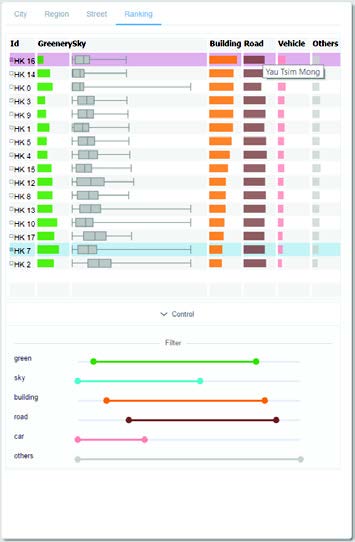 City Region Street Ranking
Id Greenery Sky Building Road Vehicle Others
HK 16
Yau Tsim Mong
HK 14
HK 0
HK 3
HK 9
HK 1
HK 5
HK 4
HK 15
HK 12
HK 8
HK 13
HK 10
HK 17
HK 7
HK 2
Control
Filter
green
sky
building
road
car
others